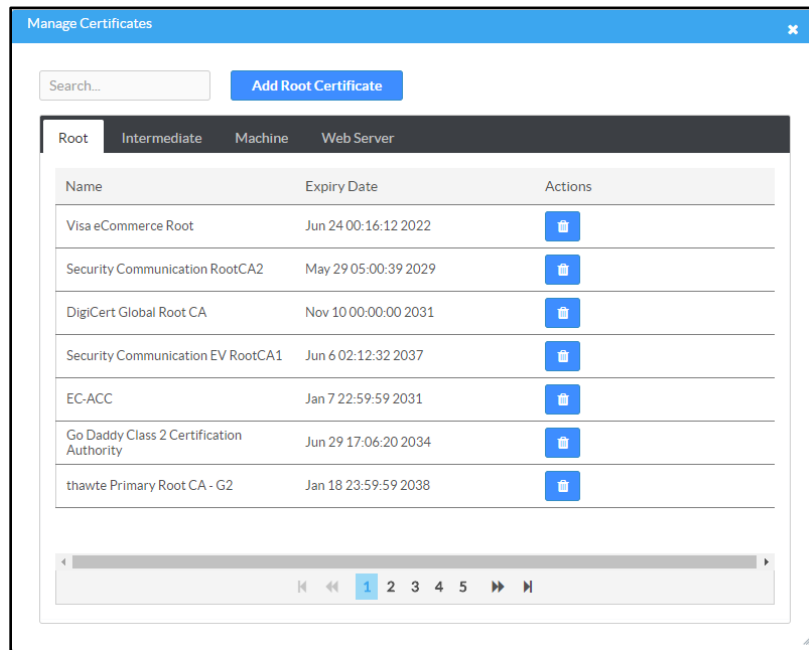 Manage Certificates
Search...
Add Root Certificate
Root Intermediate Machine Web Server
Name Expiry Date Actions
Visa eCommerce Root Jun 24 00:16:12 2022
Security Communication RootCA2 May 29 05:00:39 2029
DigiCert Global Root CA Nov 10 00:00:00 2031
Security Communication EV RootCA1 Jun 6 02:12:32 2037
EC-ACC Jan 7 22:59:59 2031
Go Daddy Class 2 Certification
Authority Jun 29 17:06:20 2034
thawte Primary Root CA - G2 Jan 18 23:59:59 2038
1 2 3 4 5